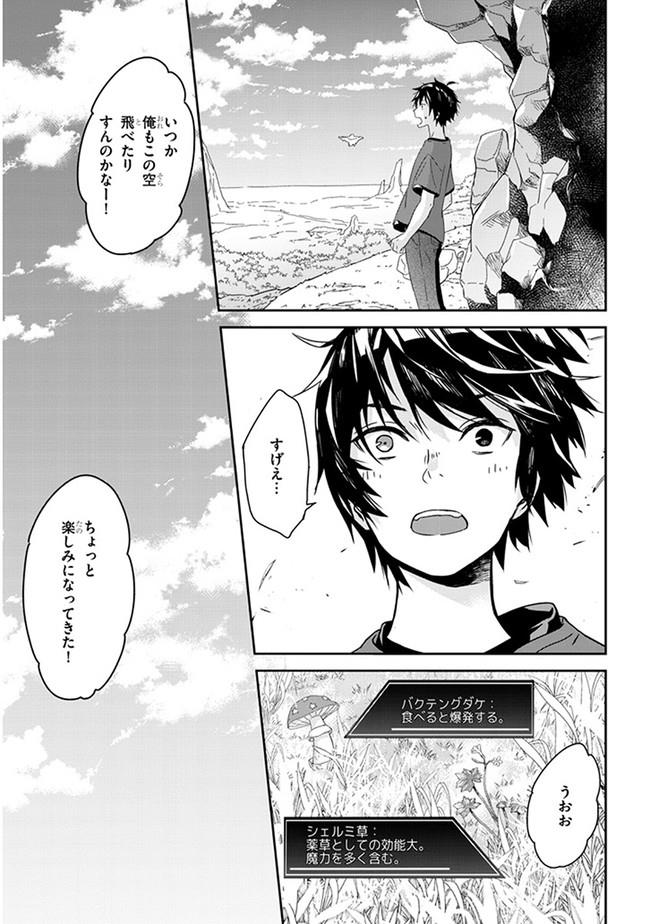 いつか
俺もこの空
飛べたり
すんのかなー！
すげえ…
ちょっと
楽しみになってきた！
バクテングダケ：
食べると爆発する。
うおお
シェルミ草：
薬草としての効能大。
魔力を多く含む。